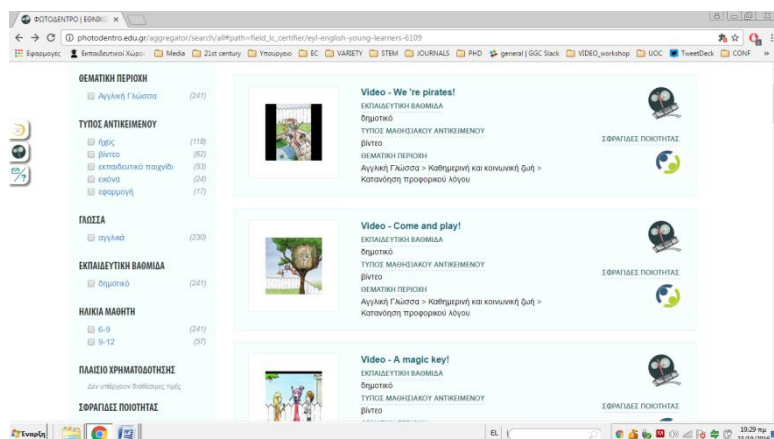 ΦΩΤΟΔΕΝΤΡΟ | ΕΘΝΙΚΟ
photodentro.edu.gr/aggregator/search/all#path=field_lc_certifier/eyl-english-young-learners-6109
Εφαρμογές Εκπαιδευτικοί Χώροι Media 21st century Υπουργείο EC VARIETY STEM JOURNALS PHD general | GGC Slack VIDEO_workshop UOC TweetDeck CONF »
ΘΕΜΑΤΙΚΗ ΠΕΡΙΟΧΗ
Αγγλική Γλώσσα (241)
ΤΥΠΟΣ ΑΝΤΙΚΕΙΜΕΝΟΥ
ήχος (118)
βίντεο (62)
εκπαιδευτικό παιχνίδι (53)
εικόνα (24)
εφαρμογή (17)
ΓΛΩΣΣΑ
αγγλικά (230)
ΕΚΠΑΙΔΕΥΤΙΚΗ ΒΑΘΜΙΔΑ
δημοτικό (241)
ΗΛΙΚΙΑ ΜΑΘΗΤΗ
6-9 (241)
9-12 (57)
ΠΛΑΙΣΙΟ ΧΡΗΜΑΤΟΔΟΤΗΣΗΣ
Δεν υπάρχουν διαθέσιμες τιμές
ΣΦΡΑΓΙΔΕΣ ΠΟΙΟΤΗΤΑΣ
Video - We 're pirates!
ΕΚΠΑΙΔΕΥΤΙΚΗ ΒΑΘΜΙΔΑ
δημοτικό
ΤΥΠΟΣ ΜΑΘΗΣΙΑΚΟΥ ΑΝΤΙΚΕΙΜΕΝΟΥ
βίντεο
ΘΕΜΑΤΙΚΗ ΠΕΡΙΟΧΗ
Αγγλική Γλώσσα > Καθημερινή και κοινωνική ζωή >
Κατανόηση προφορικού λόγου
ΣΦΡΑΓΙΔΕΣ ΠΟΙΟΤΗΤΑΣ
Video - Come and play!
ΕΚΠΑΙΔΕΥΤΙΚΗ ΒΑΘΜΙΔΑ
δημοτικό
ΤΥΠΟΣ ΜΑΘΗΣΙΑΚΟΥ ΑΝΤΙΚΕΙΜΕΝΟΥ
βίντεο
ΘΕΜΑΤΙΚΗ ΠΕΡΙΟΧΗ
Αγγλική Γλώσσα > Καθημερινή και κοινωνική ζωή >
Κατανόηση προφορικού λόγου
ΣΦΡΑΓΙΔΕΣ ΠΟΙΟΤΗΤΑΣ
Video - A magic key!
ΕΚΠΑΙΔΕΥΤΙΚΗ ΒΑΘΜΙΔΑ
δημοτικό
ΤΥΠΟΣ ΜΑΘΗΣΙΑΚΟΥ ΑΝΤΙΚΕΙΜΕΝΟΥ
βίντεο
ΘΕΜΑΤΙΚΗ ΠΕΡΙΟΧΗ
ΣΦΡΑΓΙΔΕΣ ΠΟΙΟΤΗΤΑΣ
Έναρξη
EL
10:29 πμ